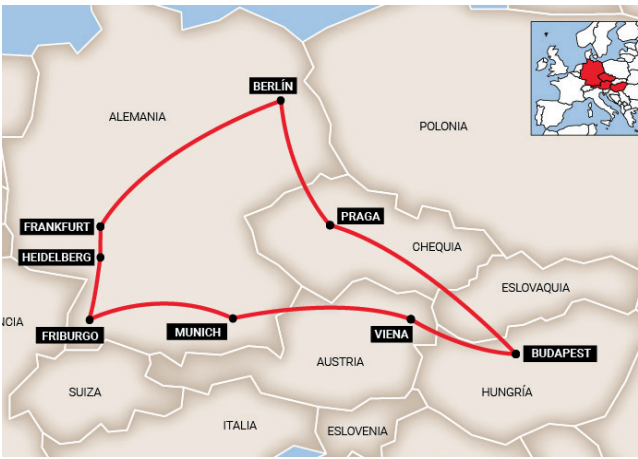 BERLÍN
ALEMANIA
POLONIA
PRAGA
FRANKFURT
CHEQUIA
HEIDELBERG
ESLOVAQUIA
NCIA
FRIBURGO
MUNICH
VIENA
BUDAPEST
AUSTRIA
SUIZA
HUNGRÍA
ITALIA
ESLOVENIA